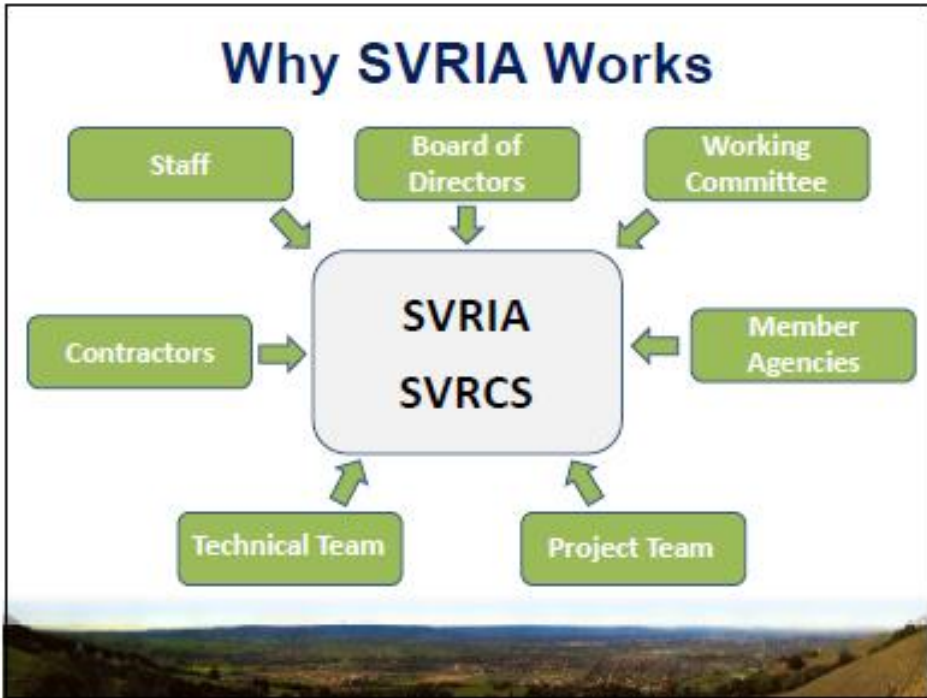 Why SVRIA Works
Staff
Board of
Directors
Working
Committee
Contractors
SVRIA
SVRCS
Member
Agencies
Technical Team
Project Team